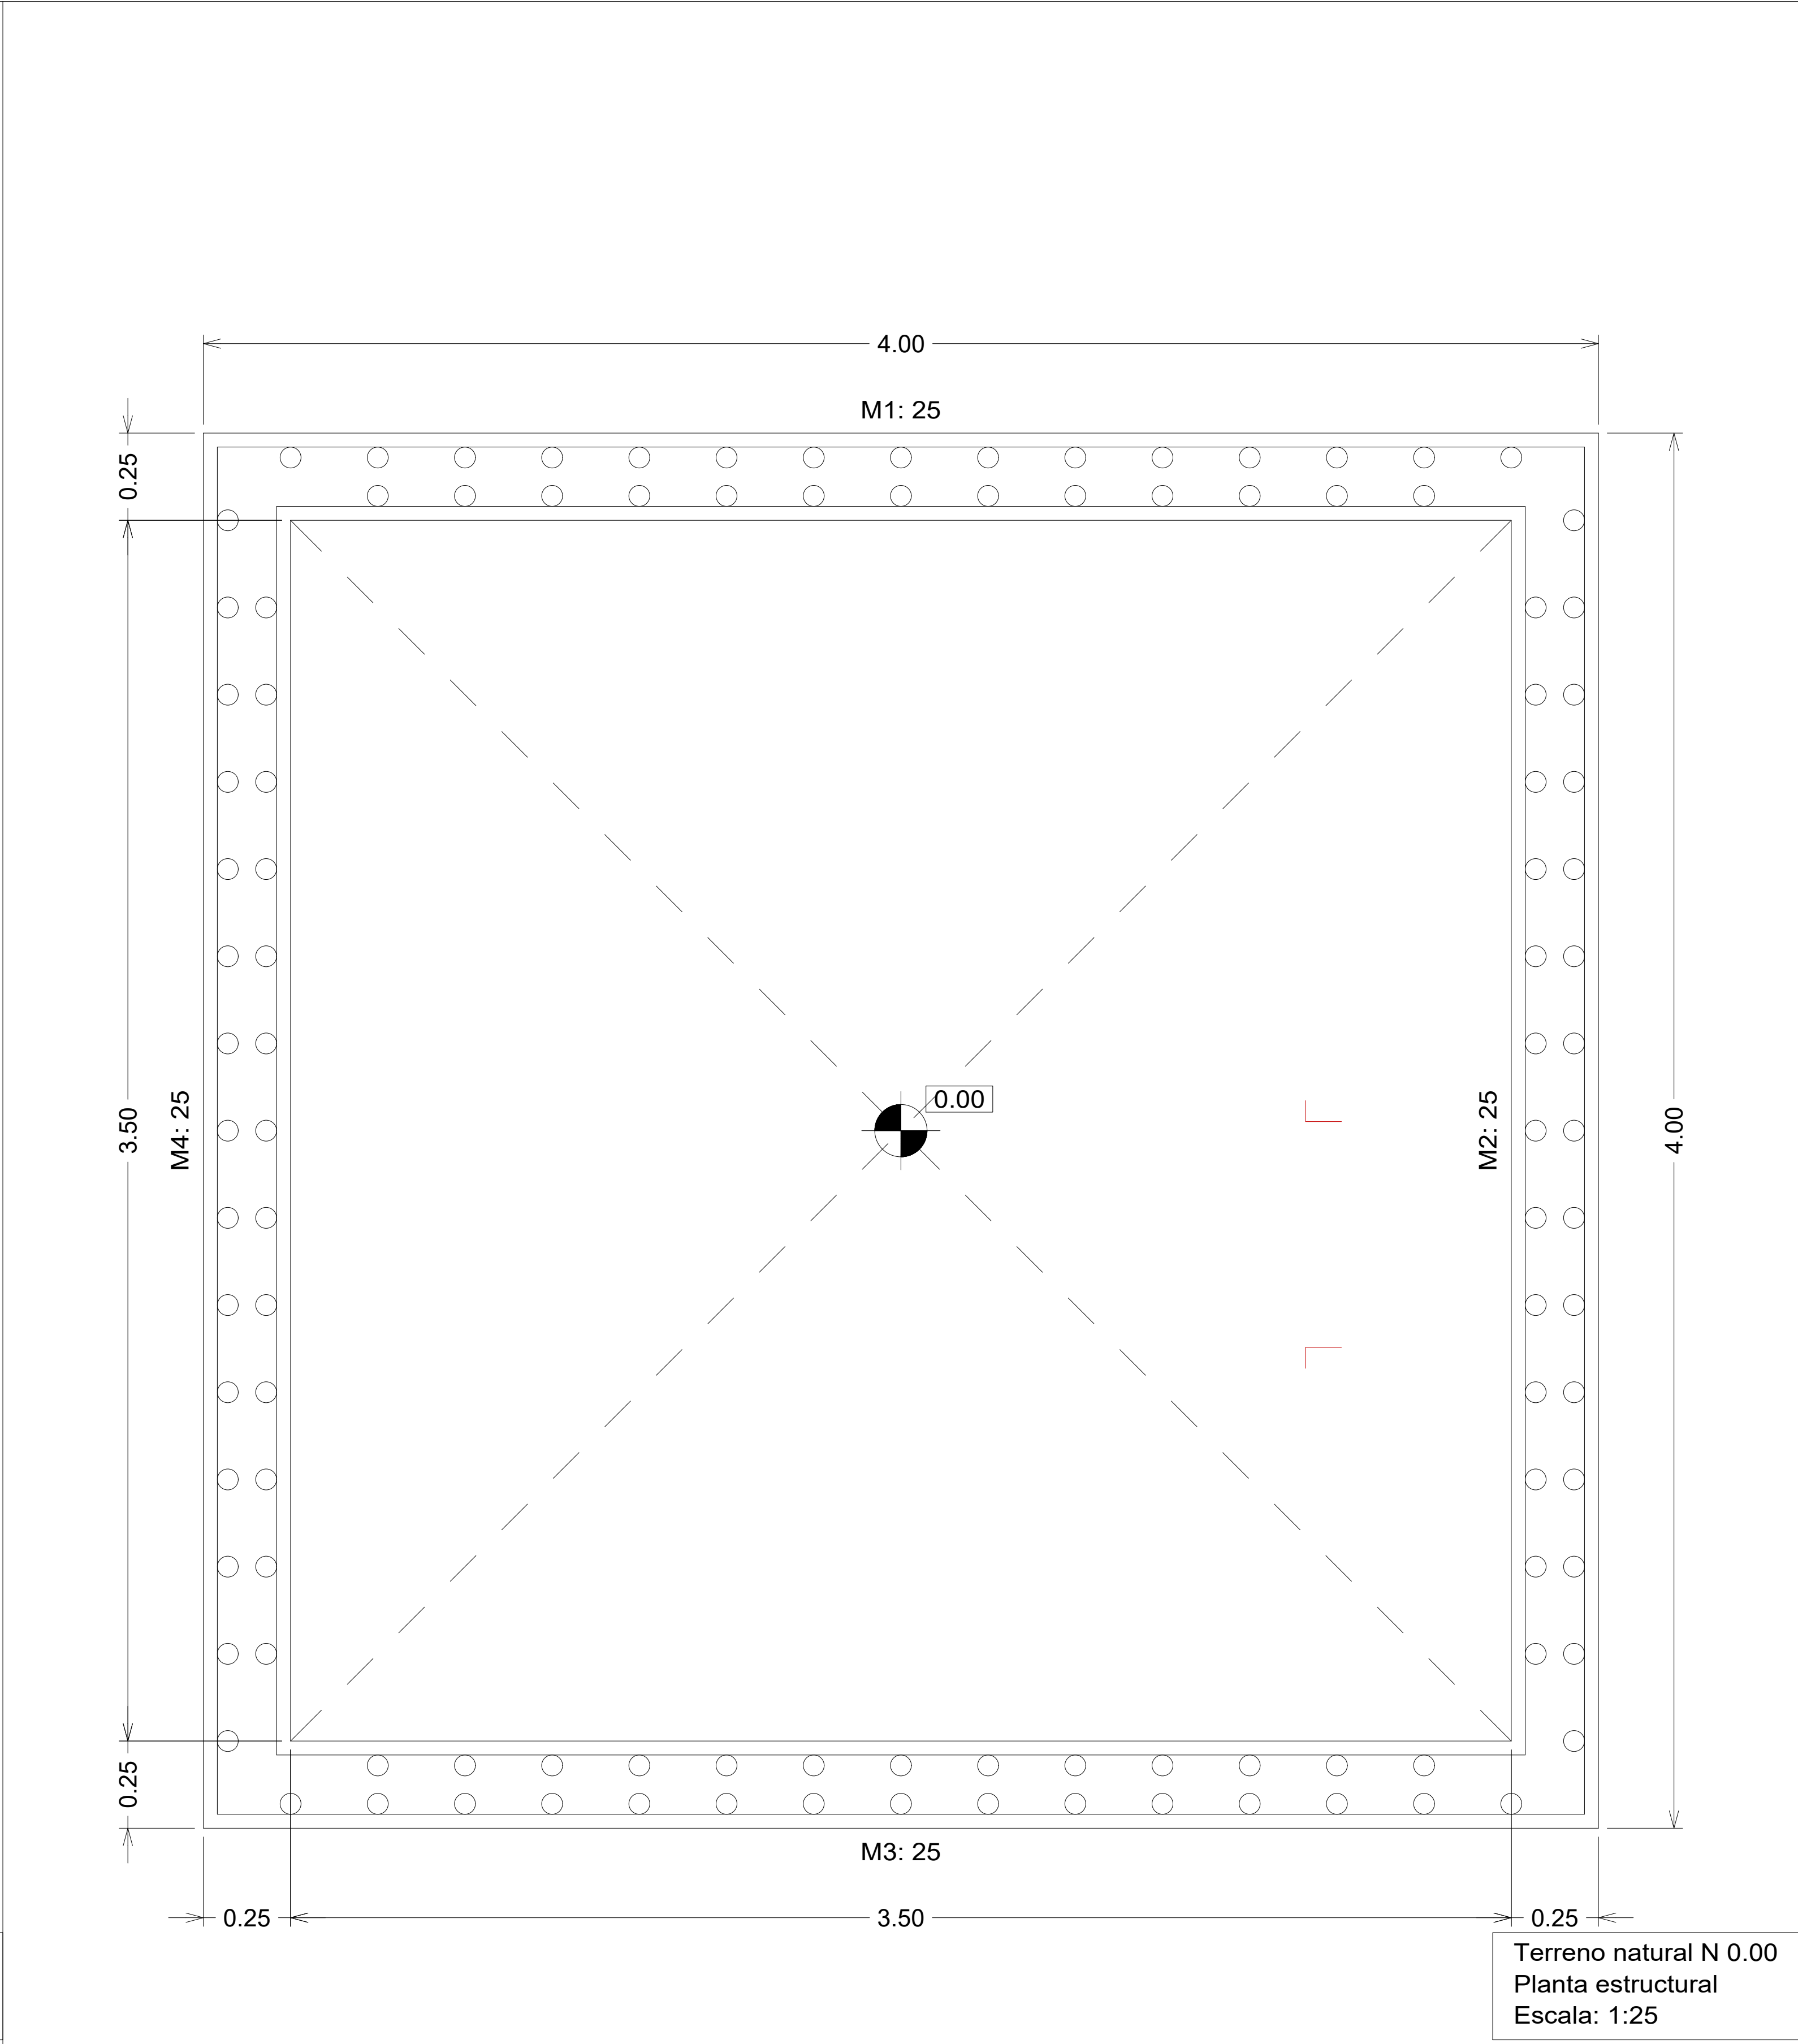 4.00
M1: 25
0.25
0.00
3.50
M4: 25
M2: 25
4.00
0.25
M3: 25
0.25
3.50
0.25
Terreno natural N 0.00
Planta estructural
Escala: 1:25